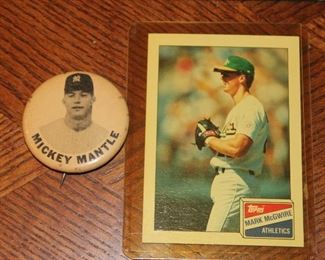 MICKEY MANTLE
Topps
MARK McGWIRE
ATHLETICS